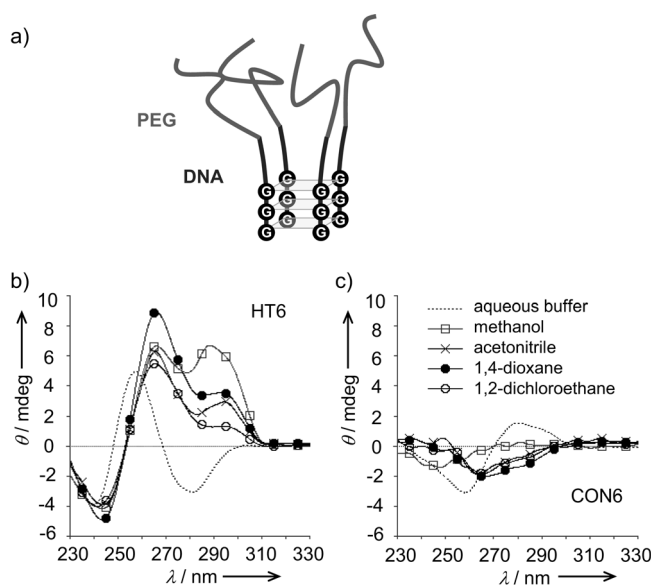 a)
PEG
DNA
G G
G G
G G
G G
G G
G G
b)
c)
HT6
aqueous buffer
methanol
acetonitrile
1,4-dioxane
1,2-dichloroethane
CON6
θ / mdeg
10
8
6
4
2
0
-2
-4
-6
230 250 270 290 310 330
λ / nm
θ / mdeg
10
8
6
4
2
0
-2
-4
-6
230 250 270 290 310 330
λ / nm